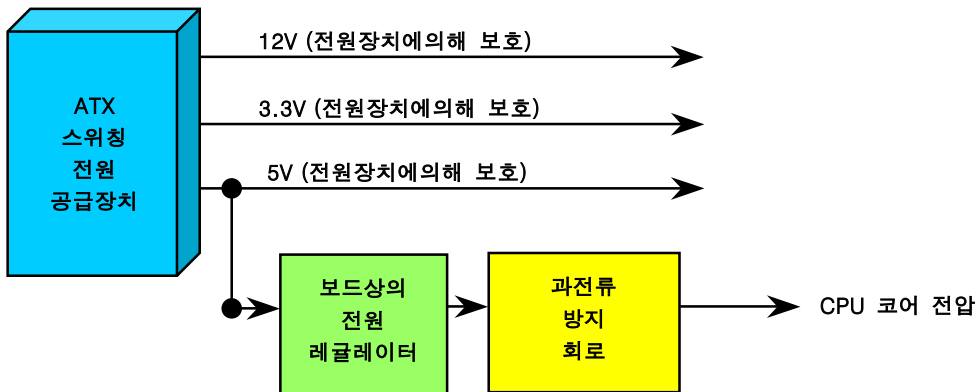 12V (전원장치에의해 보호)
3.3V (전원장치에의해 보호)
5V (전원장치에의해 보호)
ATX
스위칭
전원
공급장치
보드상의
전원
레귤레이터
과전류
방지
회로
CPU 코어 전압